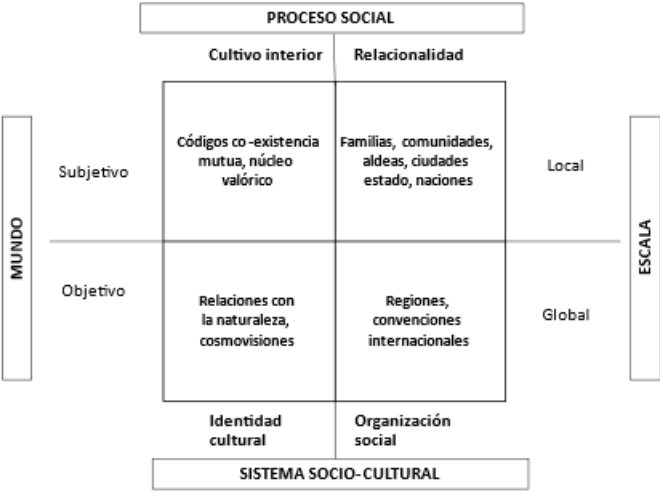 PROCESO SOCIAL
Cultivo interior
Relacionalidad
MUNDO
Subjetivo
Códigos co -existencia
mutua, núcleo
valórico
Familias, comunidades,
aldeas, ciudades
estado, naciones
Local
ESCALA
Objetivo
Relaciones con
la naturaleza,
cosmovisiones
Regiones,
convenciones
internacionales
Global
Identidad
cultural
Organización
social
SISTEMA SOCIO- CULTURAL